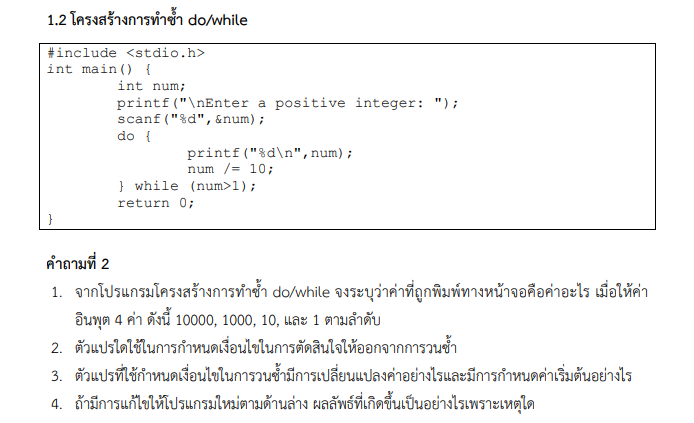 1.2 โครงสร้างการทำซ้ำ do/while
#include <stdio.h>
int main() {
int num;
printf("\nEnter a positive integer: ");
scanf("%d",&num);
do {
printf("%d\n",num);
num /= 10;
} while (num>1);
return 0;
}
คำถามที่ 2
1. จากโปรแกรมโครงสร้างการทำซ้ำ do/while จงระบุว่าค่าที่ถูกพิมพ์ทางหน้าจอคือค่าอะไร เมื่อให้ค่า
อินพุต 4 ค่า ดังนี้ 10000, 1000, 10, และ 1 ตามลำดับ
2. ตัวแปรใดใช้ในการกำหนดเงื่อนไขในการตัดสินใจให้ออกจากการวนซ้ำ
3. ตัวแปรที่ใช้กำหนดเงื่อนไขในการวนซ้ำมีการเปลี่ยนแปลงค่าอย่างไรและมีการกำหนดค่าเริ่มต้นอย่างไร
4. ถ้ามีการแก้ไขให้โปรแกรมใหม่ตามด้านล่าง ผลลัพธ์ที่เกิดขึ้นเป็นอย่างไรเพราะเหตุใด